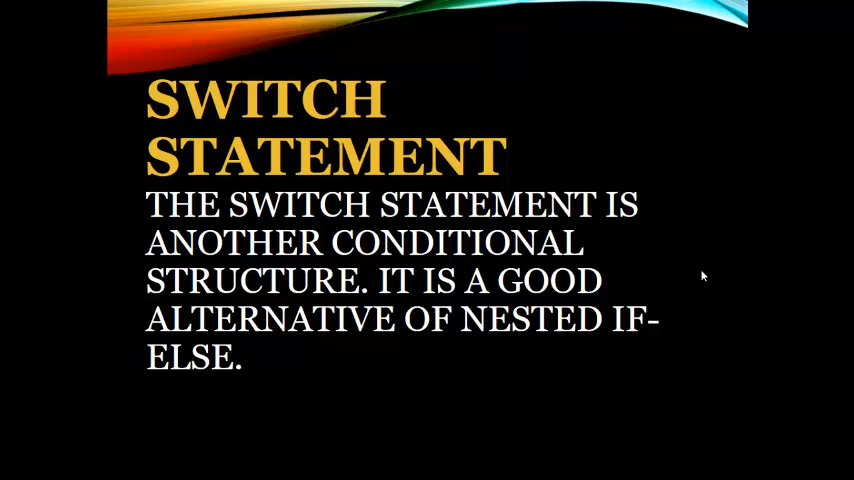 SWITCH
STATEMENT
THE SWITCH STATEMENT IS
ANOTHER CONDITIONAL
STRUCTURE. IT IS A GOOD
ALTERNATIVE OF NESTED IF-
ELSE.